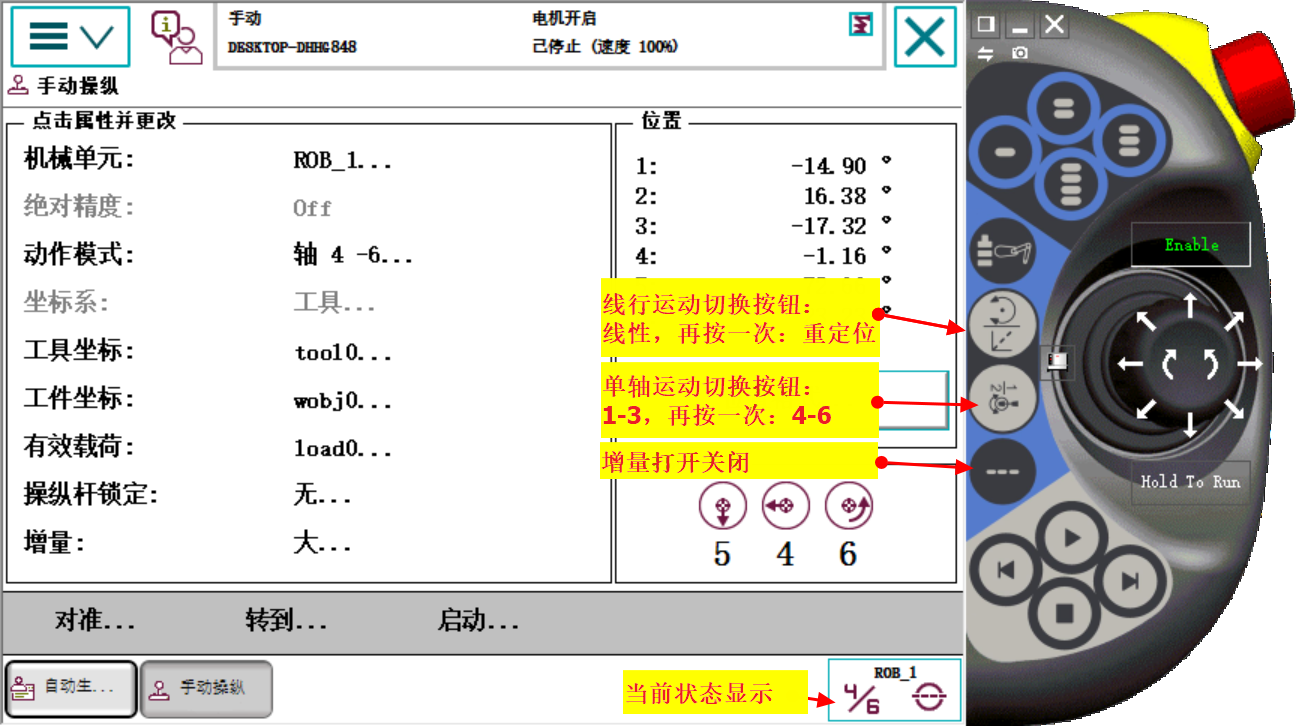 手动
电机开启
DESKTOP-DHHG848
已停止 (速度 100%)
手动操纵
点击属性并更改
机械单元: ROB_1...
绝对精度: Off
动作模式: 轴 4 -6...
坐标系: 工具...
工具坐标: tool0...
工件坐标: wobj0...
有效载荷: load0...
操纵杆锁定: 无...
增量: 大...
位置
1: -14.90 °
2: 16.38 °
3: -17.32 °
4: -1.16 °
线行运动切换按钮:
线性，再按一次: 重定位
单轴运动切换按钮:
1-3，再按一次: 4-6
增量打开关闭
5 4 6
Enable
Hold To Run
对准... 转到... 启动...
自动生... 手动操纵
当前状态显示
ROB_1
4/6